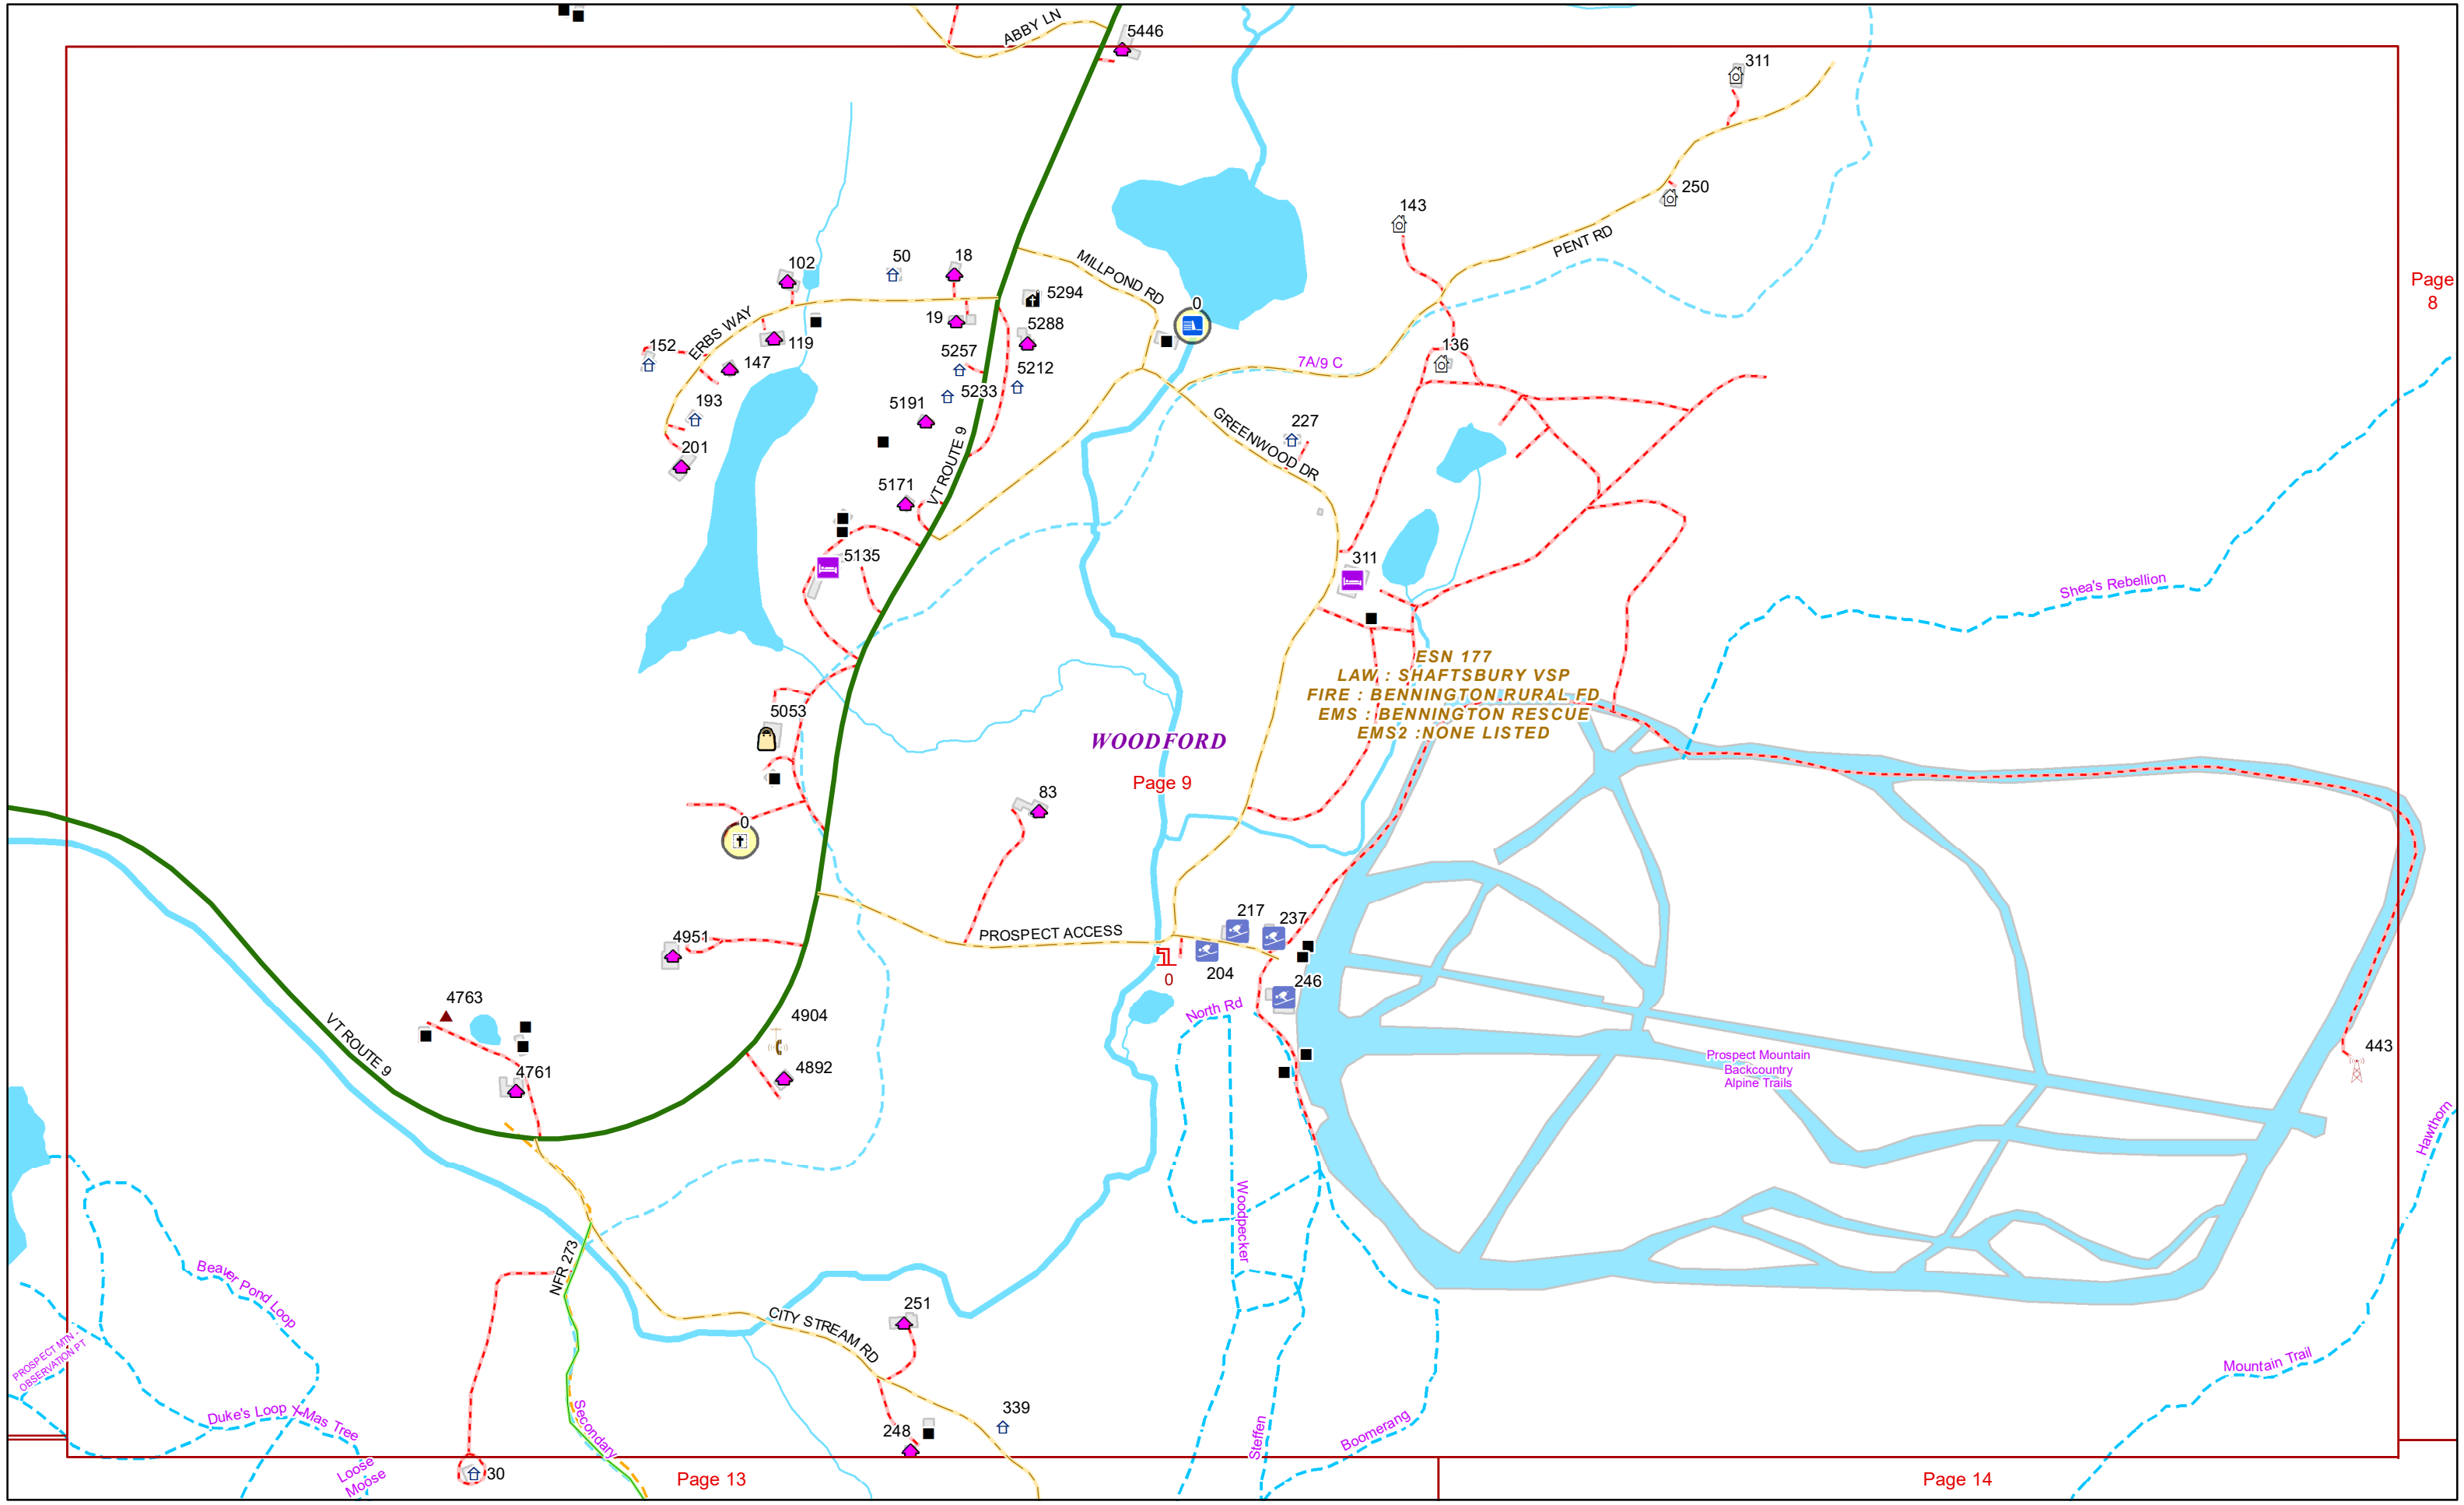 ABBY LN
5446
311
250
143
PENT RD
MILLPOND RD
102
50
18
5294
0
Page
8
19
5288
ERBS WAY
119
152
147
5257
5212
7A/9 C
136
5233
193
5191
GREENWOOD DR
227
201
VT ROUTE 9
5171
5135
311
Shea's Rebellion
ESN 177
LAW : SHAFTSBURY VSP
FIRE : BENNINGTON RURAL FD
EMS : BENNINGTON RESCUE
EMS2 :NONE LISTED
5053
WOODFORD
Page 9
83
0
4951
PROSPECT ACCESS
217
237
204
0
246
North Rd
4763
4904
VT ROUTE 9
4761
4892
Prospect Mountain
Backcountry
Alpine Trails
443
Hawthorn
Woodpecker
NFR 273
Beaver Pond Loop
PROSPECT MTN -
OBSERVATION PT
CITY STREAM RD
251
Mountain Trail
Duke's Loop
X-Mas Tree
Secondary
248
339
Steffen
Boomerang
Loose
Moose
30
Page 13
Page 14